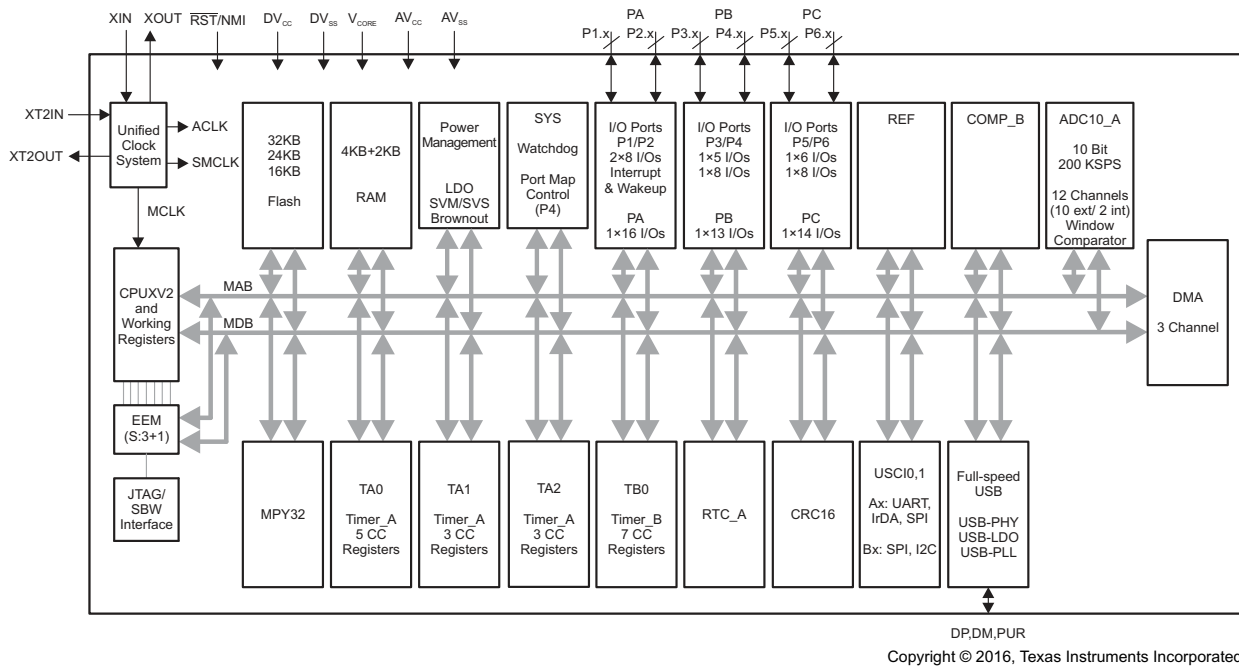 XIN XOUT RST/NMI DVCC DVSS VCORE AVCC AVSS
PA PB PC
P1.x P2.x P3.x P4.x P5.x P6.x
XT2IN
XT2OUT
Unified
Clock
System
ACLK
SMCLK
MCLK
32KB
24KB
16KB
Flash
4KB+2KB
RAM
Power
Management
LDO
SVM/SVS
Brownout
SYS
Watchdog
Port Map
Control
(P4)
I/O Ports
P1/P2
2×8 I/Os
Interrupt
& Wakeup
PA
1×16 I/Os
I/O Ports
P3/P4
1×5 I/Os
1×8 I/Os
PB
1×13 I/Os
I/O Ports
P5/P6
1×6 I/Os
1×8 I/Os
PC
1×14 I/Os
REF
COMP_B
ADC10_A
10 Bit
200 KSPS
12 Channels
(10 ext/ 2 int)
Window
Comparator
CPUXV2
and
Working
Registers
MAB
MDB
DMA
3 Channel
EEM
(S:3+1)
JTAG/
SBW
Interface
MPY32
TA0
Timer_A
5 CC
Registers
TA1
Timer_A
3 CC
Registers
TA2
Timer_A
3 CC
Registers
TB0
Timer_B
7 CC
Registers
RTC_A
CRC16
USCI0,1
Ax: UART,
IrDA, SPI
Bx: SPI, I2C
Full-speed
USB
USB-PHY
USB-LDO
USB-PLL
DP,DM,PUR
Copyright © 2016, Texas Instruments Incorporated